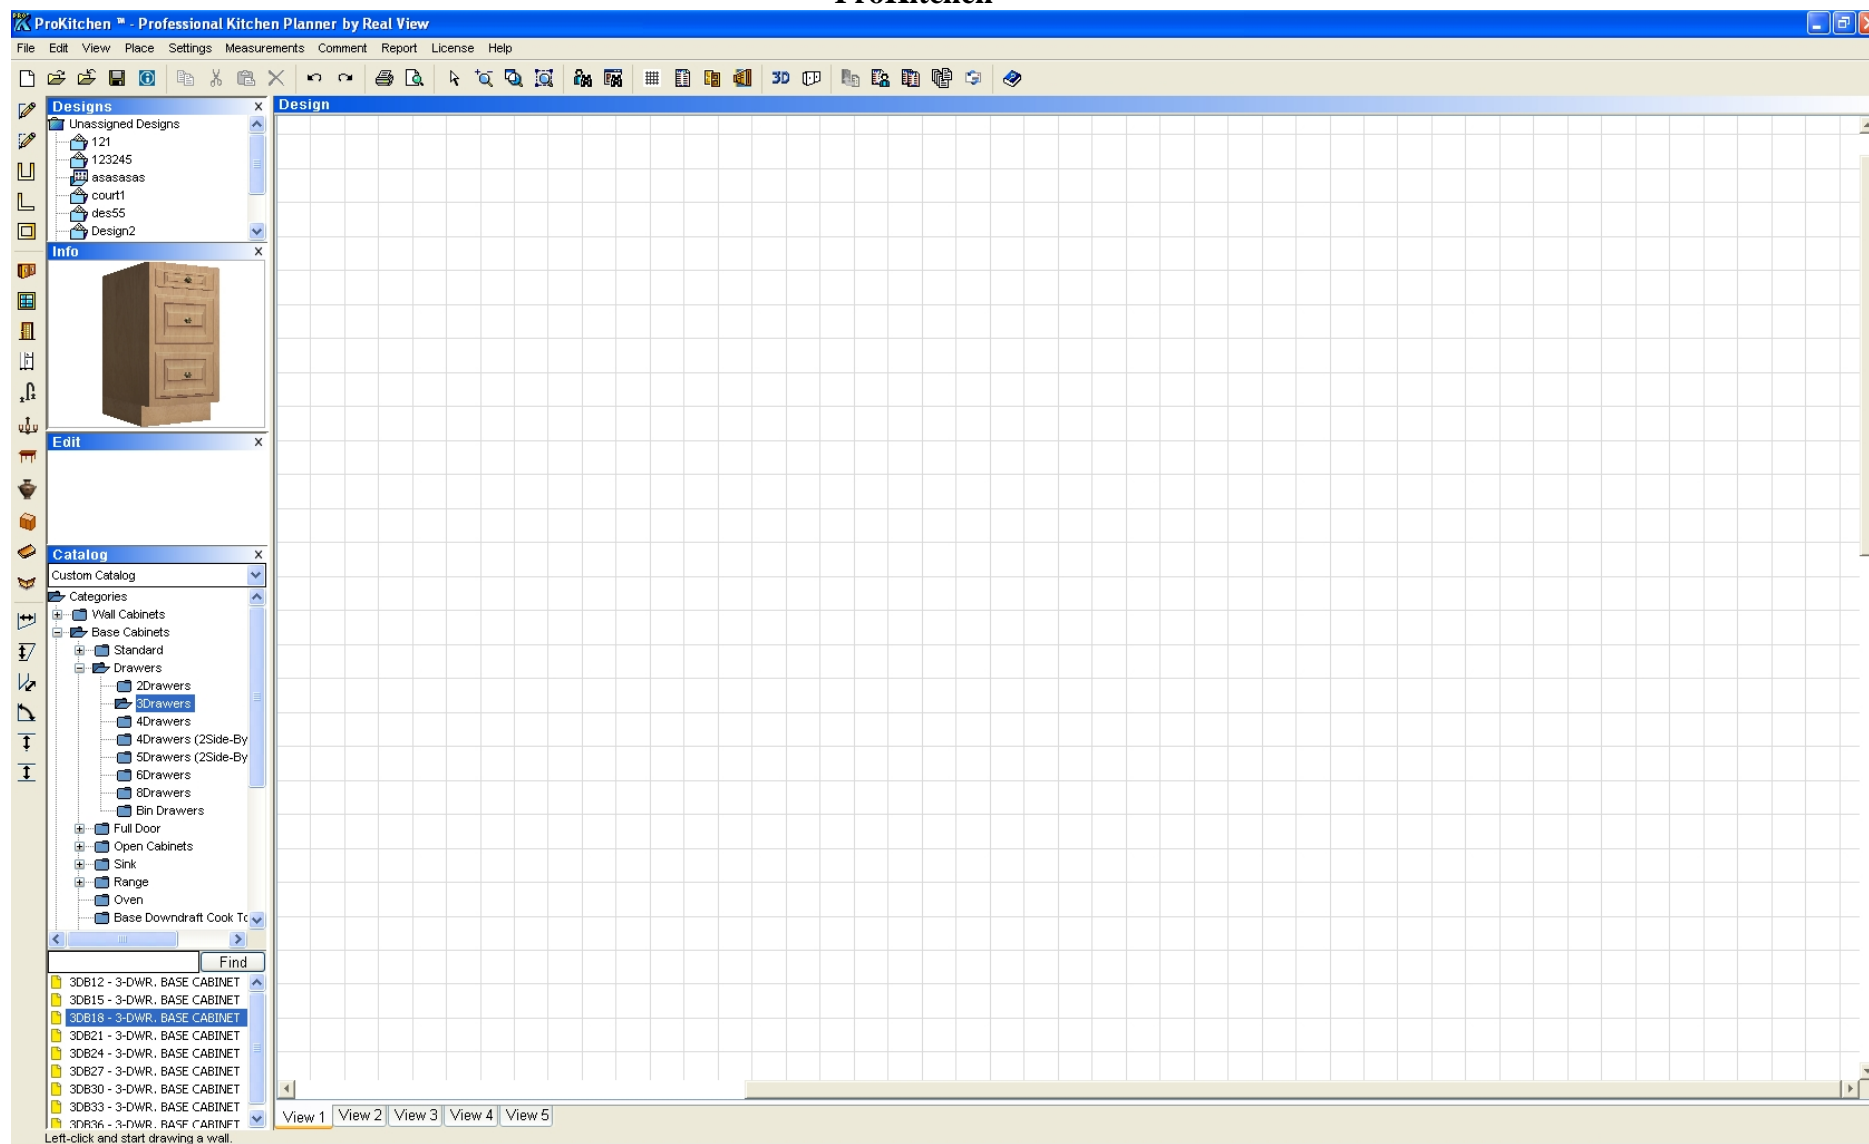 ProKitchen
ProKitchen ™ - Professional Kitchen Planner by Real View
File Edit View Place Settings Measurements Comment Report License Help
3D
Designs x
Unassigned Designs
121
123245
asasasas
court1
des55
Design2
Info x
Edit x
Catalog x
Custom Catalog
Categories
Wall Cabinets
Base Cabinets
Standard
Drawers
2Drawers
3Drawers
4Drawers
4Drawers (2Side-By
5Drawers (2Side-By
6Drawers
8Drawers
Bin Drawers
Full Door
Open Cabinets
Sink
Range
Oven
Base Downdraft Cook To
Find
3DB12 - 3-DWR. BASE CABINET
3DB15 - 3-DWR. BASE CABINET
3DB18 - 3-DWR. BASE CABINET
3DB21 - 3-DWR. BASE CABINET
3DB24 - 3-DWR. BASE CABINET
3DB27 - 3-DWR. BASE CABINET
3DB30 - 3-DWR. BASE CABINET
3DB33 - 3-DWR. BASE CABINET
3DB36 - 3-DWR. BASE CABINET
Left-click and start drawing a wall.
Design
View 1 View 2 View 3 View 4 View 5